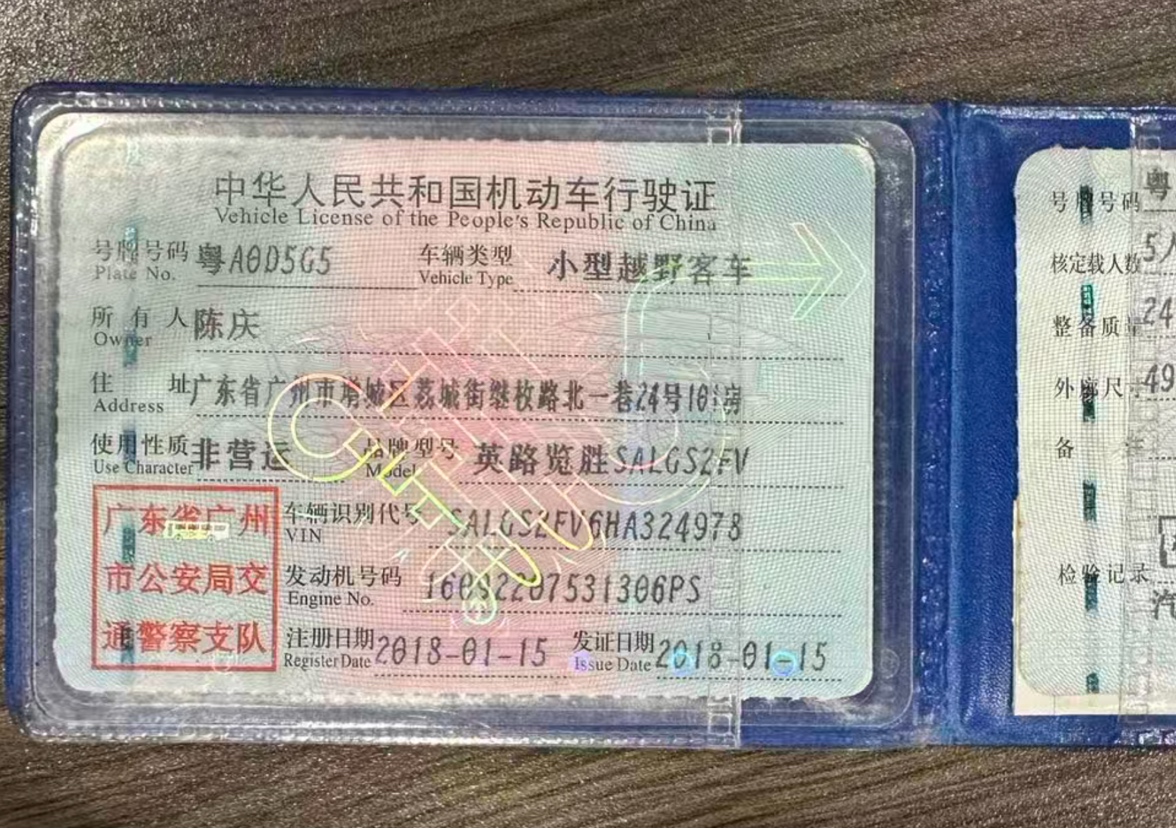 中华人民共和国机动车行驶证
Vehicle License of the People's Republic of China
号牌号码 粤A0D5G5 车辆类型 小型越野客车
Plate No. Vehicle Type
所有人 陈庆
Owner
住址 广东省广州市增城区荔城街继枚路北一巷24号101房
Address
使用性质 非营运 品牌型号 英路览胜SALGS2FV
Use Character Model
广东省广州
市公安局交
通警察支队
车辆识别代号 SALGS2FV6HA324978
VIN
发动机号码 16092207531306PS
Engine No.
注册日期 2018-01-15 发证日期 2018-01-15
Register Date Issue Date
号牌号码 粤
核定载人数 5
整备质量 24
外廓尺 49
备注
检验记录